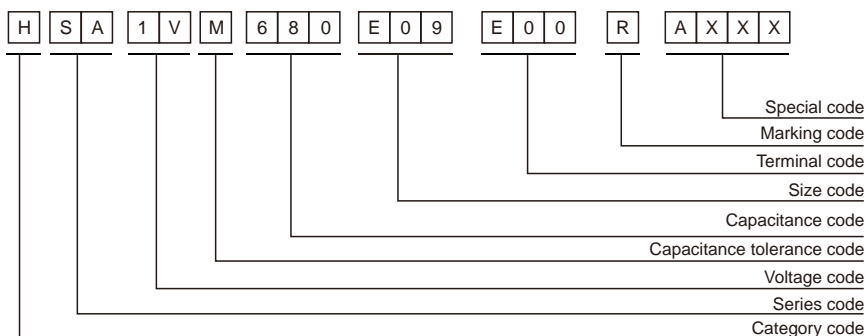 H S A 1 V M 6 8 0 E 0 9 E 0 0 R A X X X
Special code
Marking code
Terminal code
Size code
Capacitance code
Capacitance tolerance code
Voltage code
Series code
Category code